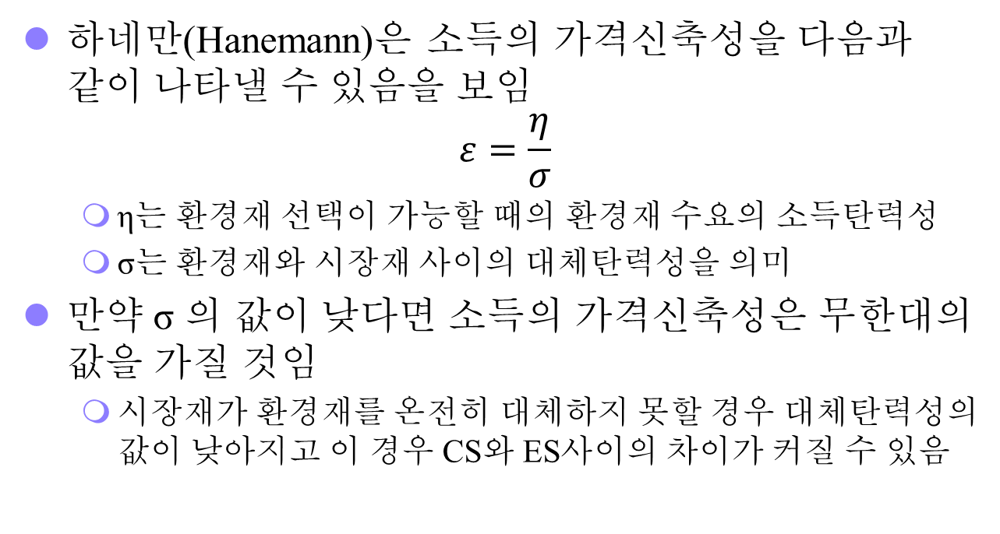 하네만(Hanemann)은 소득의 가격신축성을 다음과
같이 나타낼 수 있음을 보임
ε = η/σ
η는 환경재 선택이 가능할 때의 환경재 수요의 소득탄력성
σ는 환경재와 시장재 사이의 대체탄력성을 의미
만약 σ 의 값이 낮다면 소득의 가격신축성은 무한대의
값을 가질 것임
시장재가 환경재를 온전히 대체하지 못할 경우 대체탄력성의
값이 낮아지고 이 경우 CS와 ES사이의 차이가 커질 수 있음